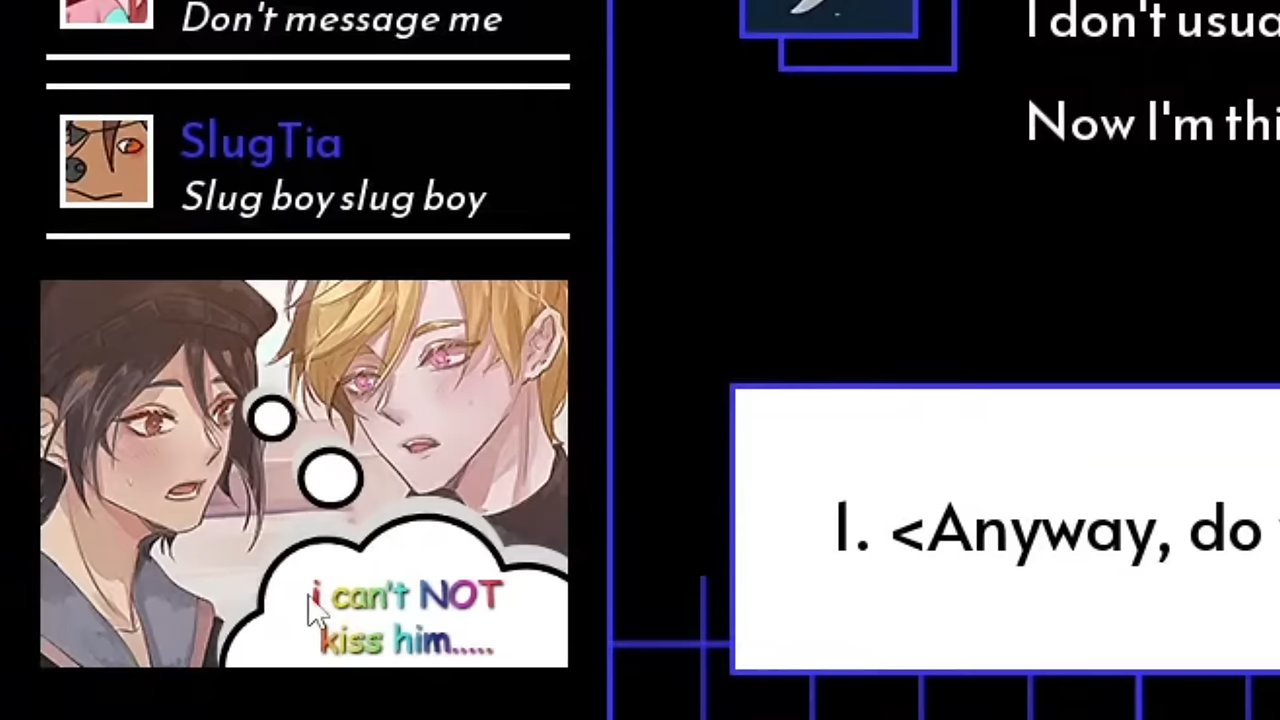 Don't message me
SlugTia
Slug boy slug boy
i can't NOT
kiss him.....
I don't usua
Now I'm thi
1. <Anyway, do